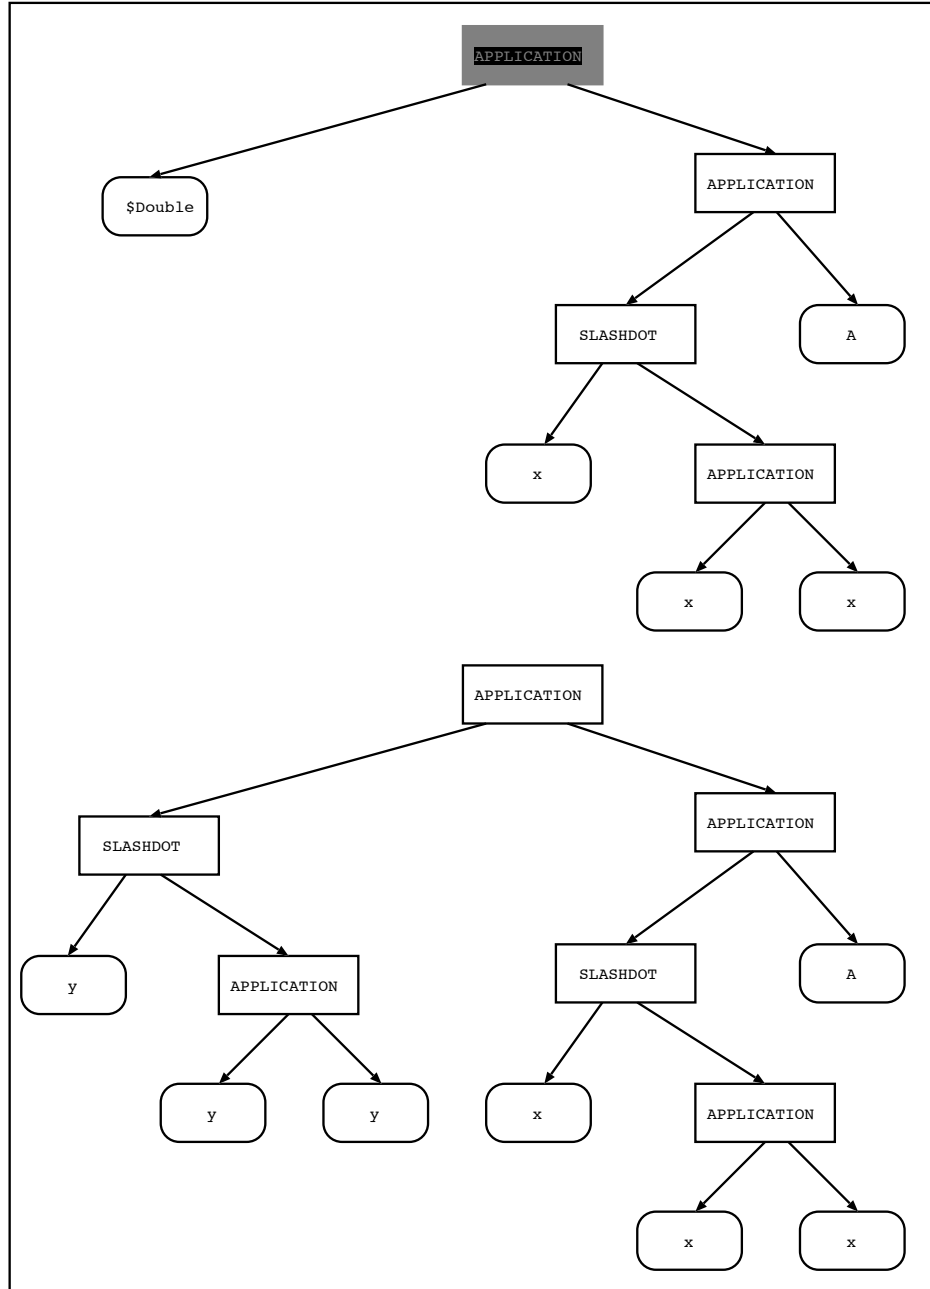 APPLICATION
$Double
APPLICATION
SLASHDOT
A
x
APPLICATION
x
x
APPLICATION
SLASHDOT
APPLICATION
y
APPLICATION
SLASHDOT
A
y
y
x
APPLICATION
x
x